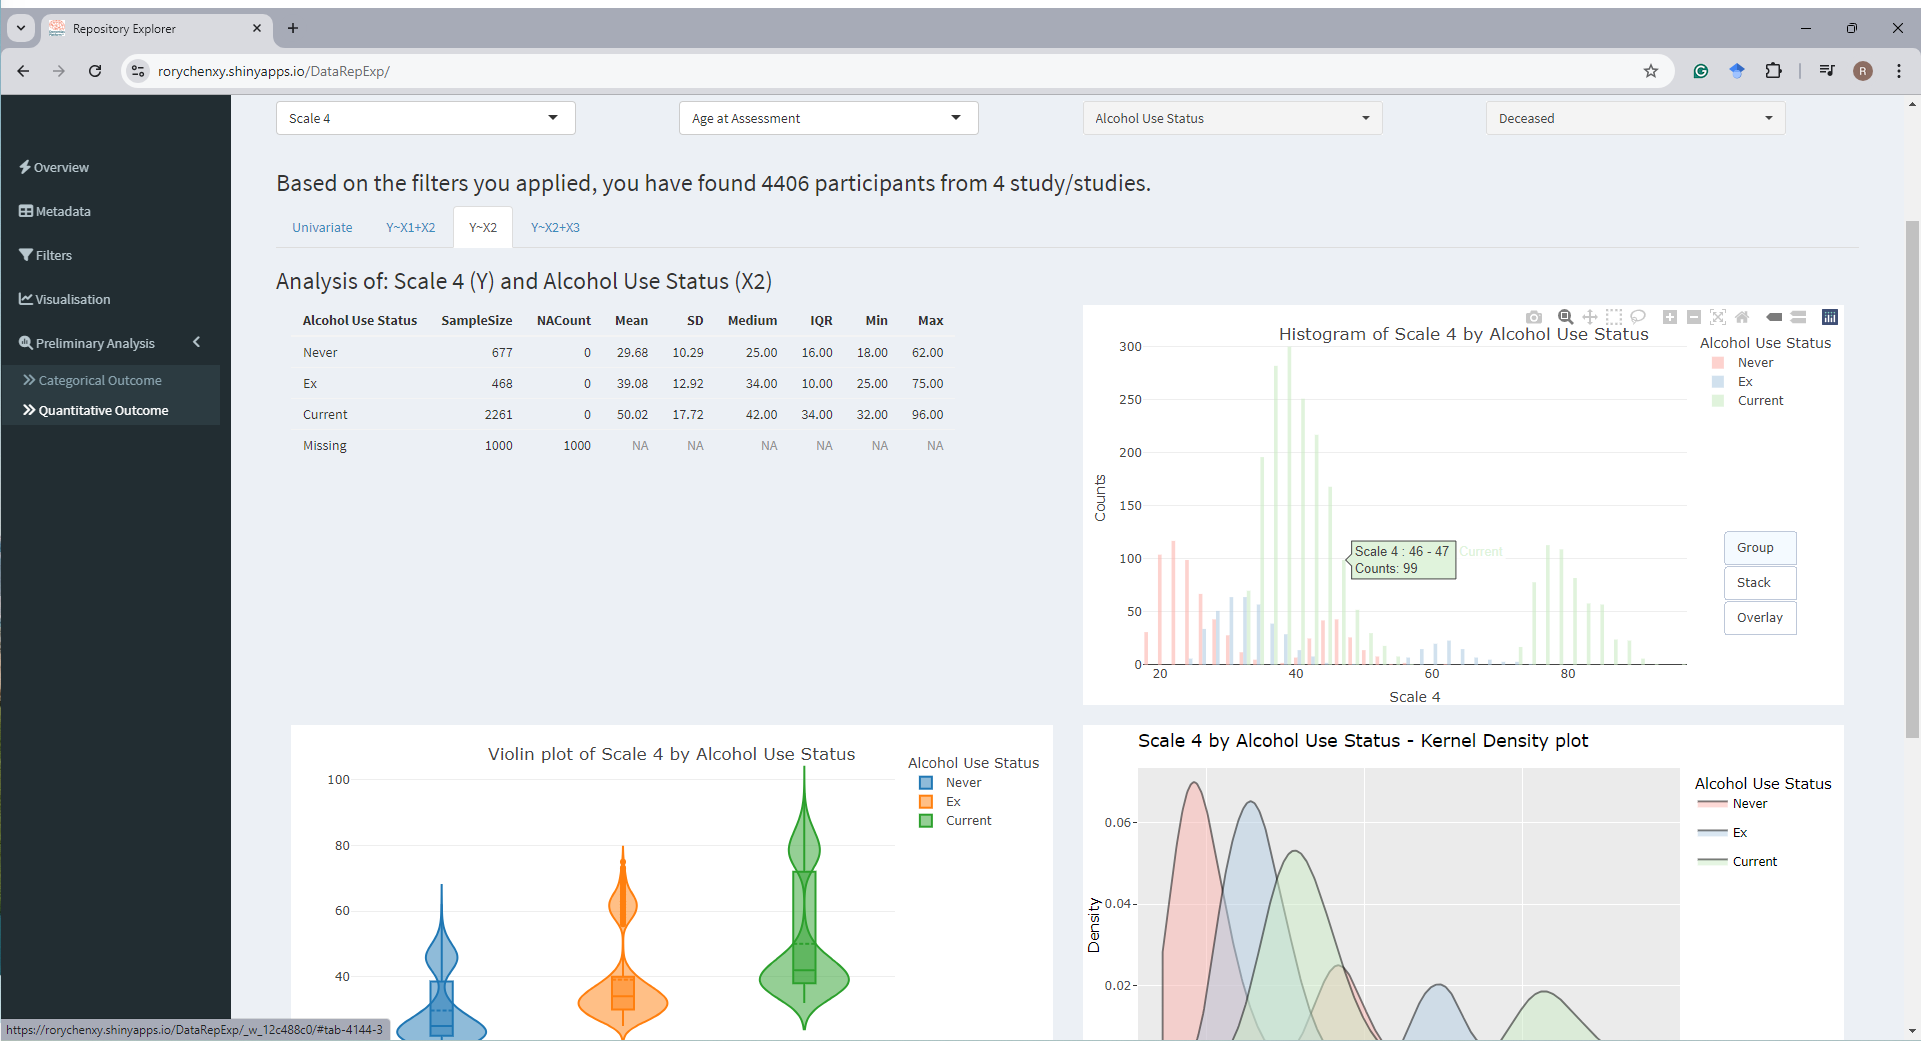 Repository Explorer
rorychenxy.shinyapps.io/DataRepExp/
R
Overview
Metadata
Filters
Visualisation
Preliminary Analysis
Categorical Outcome
Quantitative Outcome
Scale 4 Age at Assessment Alcohol Use Status Deceased
Based on the filters you applied, you have found 4406 participants from 4 study/studies.
Univariate Y~X1+X2 Y~X2 Y~X2+X3
Analysis of: Scale 4 (Y) and Alcohol Use Status (X2)
Alcohol Use Status SampleSize NACount Mean SD Medium IQR Min Max
Never 677 0 29.68 10.29 25.00 16.00 18.00 62.00
Ex 468 0 39.08 12.92 34.00 10.00 25.00 75.00
Current 2261 0 50.02 17.72 42.00 34.00 32.00 96.00
Missing 1000 1000 NA NA NA NA NA NA
Histogram of Scale 4 by Alcohol Use Status
Alcohol Use Status
Never
Ex
Current
300
250
200
150
100
50
0
Counts
Scale 4 : 46 - 47
Counts: 99
Current
20 40 60 80
Scale 4
Group
Stack
Overlay
Violin plot of Scale 4 by Alcohol Use Status
Alcohol Use Status
Never
Ex
Current
100
80
60
40
Scale 4 by Alcohol Use Status - Kernel Density plot
Alcohol Use Status
Never
Ex
Current
0.06
0.04
0.02
Density
https://rorychenxy.shinyapps.io/DataRepExp/_w_12c488c0/#tab-4144-3